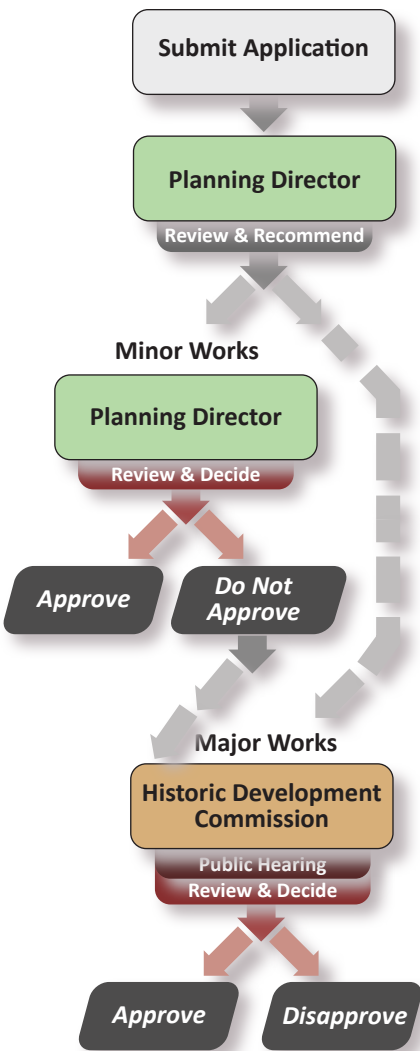 Submit Application
Planning Director
Review & Recommend
Minor Works
Planning Director
Review & Decide
Approve
Do Not
Approve
Major Works
Historic Development
Commission
Public Hearing
Review & Decide
Approve
Disapprove